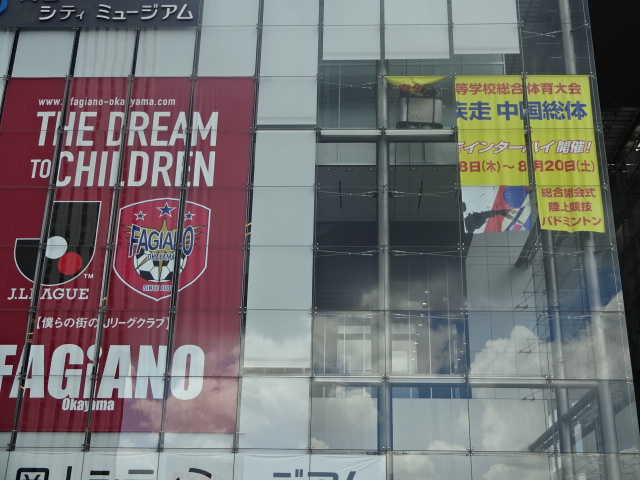 シティ ミュージアム
www.fagiano-okayama.com
THE DREAM
TO CHILDREN
J.LEAGUE
TM
FAGIANO
OKAYAMA
【僕らの街のJリーグクラブ】
FAGiANO
Okayama
等学校総合体育大会
疾走 中国総体
インターハイ 開催!
8日(木)～8月20日(土)
総合開会式
陸上競技
バドミントン